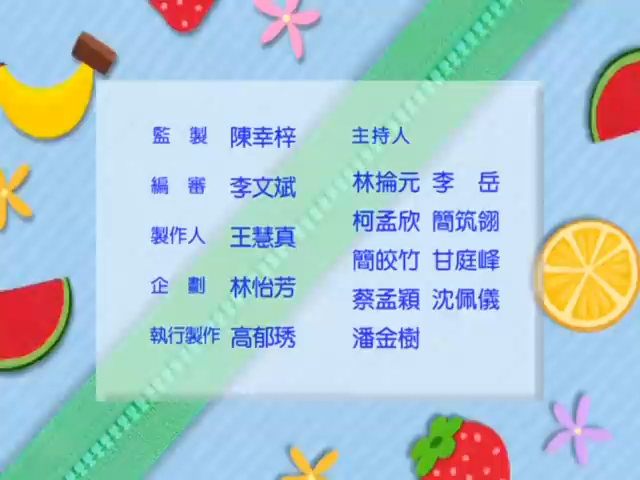 監 製 陳幸梓
編 審 李文斌
製作人 王慧真
企 劃 林怡芳
執行製作 高郁琇
主持人
林掄元 李 岳
柯孟欣 簡筑翎
簡皎竹 甘庭峰
蔡孟穎 沈佩儀
潘金樹